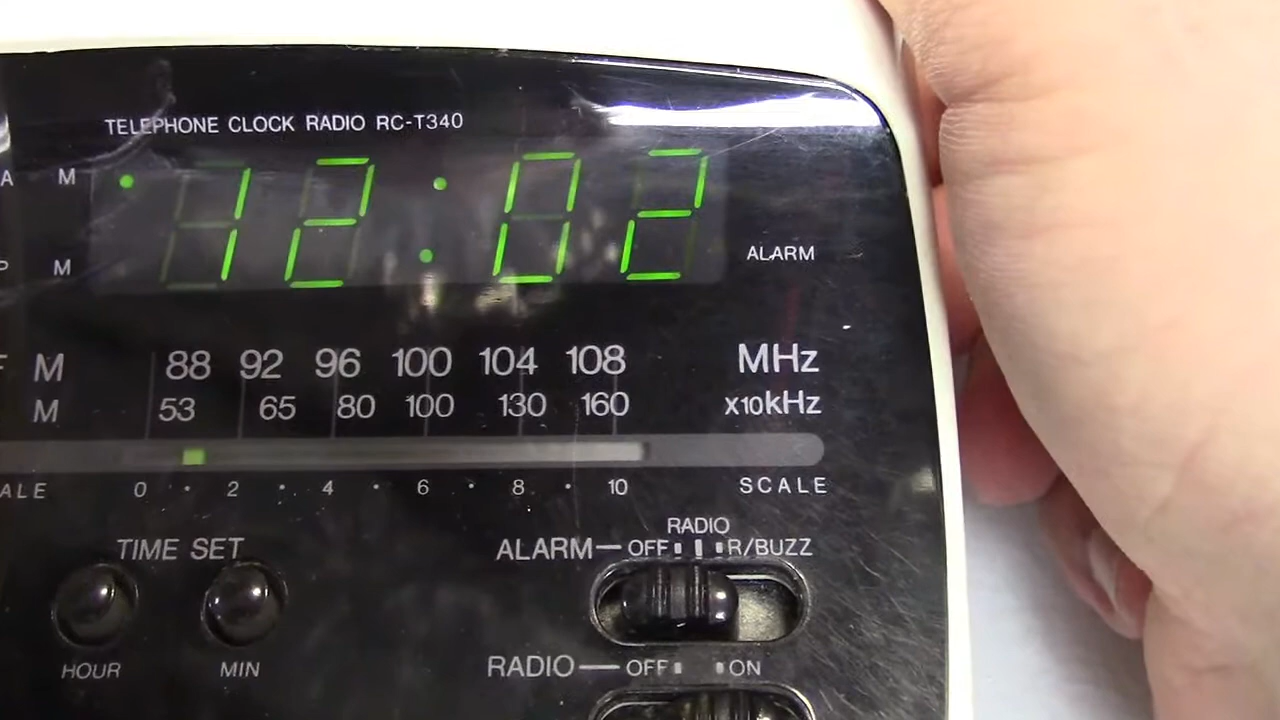 TELEPHONE CLOCK RADIO RC-T340
A M
P M
12:02
ALARM
M 88 92 96 100 104 108 MHz
M 53 65 80 100 130 160 x10kHz
ALE 0 2 4 6 8 10 SCALE
TIME SET
HOUR MIN
RADIO
ALARM OFF R/BUZZ
RADIO OFF ON